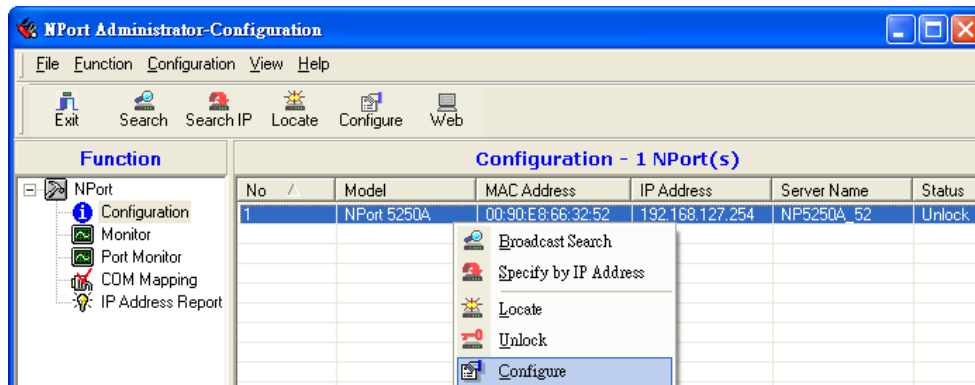 NPort Administrator-Configuration
File Function Configuration View Help
Exit Search Search IP Locate Configure Web
Function
Configuration - 1 NPort(s)
NPort
Configuration
Monitor
Port Monitor
COM Mapping
IP Address Report
No Model MAC Address IP Address Server Name Status
1 NPort 5250A 00:90:E8:66:32:52 192.168.127.254 NP5250A_52 Unlock
Broadcast Search
Specify by IP Address
Locate
Unlock
Configure